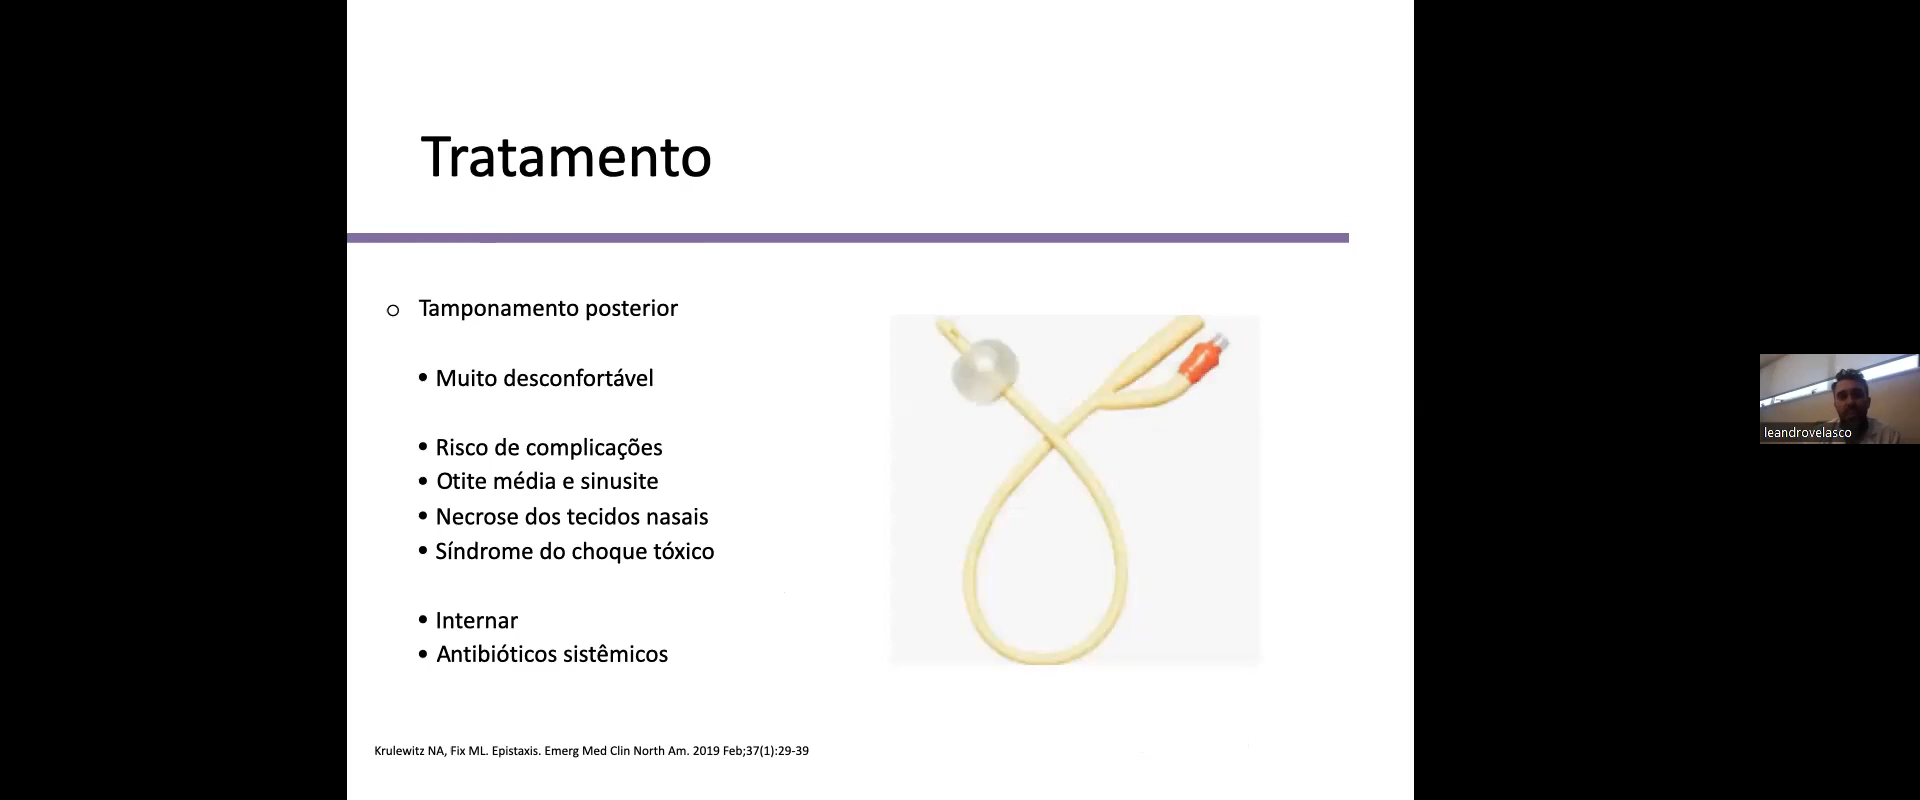 Tratamento
Tamponamento posterior
• Muito desconfortável
• Risco de complicações
• Otite média e sinusite
• Necrose dos tecidos nasais
• Síndrome do choque tóxico
• Internar
• Antibióticos sistêmicos
Krulewitz NA, Fix ML. Epistaxis. Emerg Med Clin North Am. 2019 Feb;37(1):29-39
leandrovelasco